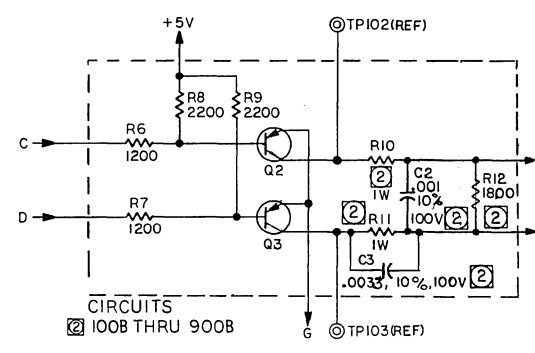 +5V
TP102(REF)
R8
2200
R9
2200
C
R6
1200
Q2
R10
2
1W
C2
.001
10%
100V
R12
1800
2
2
D
R7
1200
Q3
2
R11
1W
C3
.0033, 10%, 100V
2
CIRCUITS
2 100B THRU 900B
G
TP103(REF)